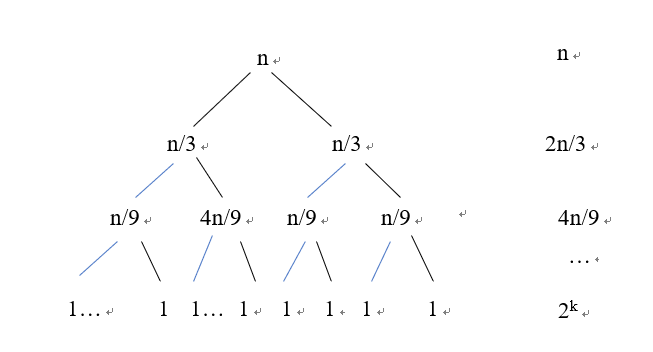 n n
n/3 n/3 2n/3
n/9 4n/9 n/9 n/9 4n/9
…
1… 1 1… 1 1 1 1 1 2ᵏ